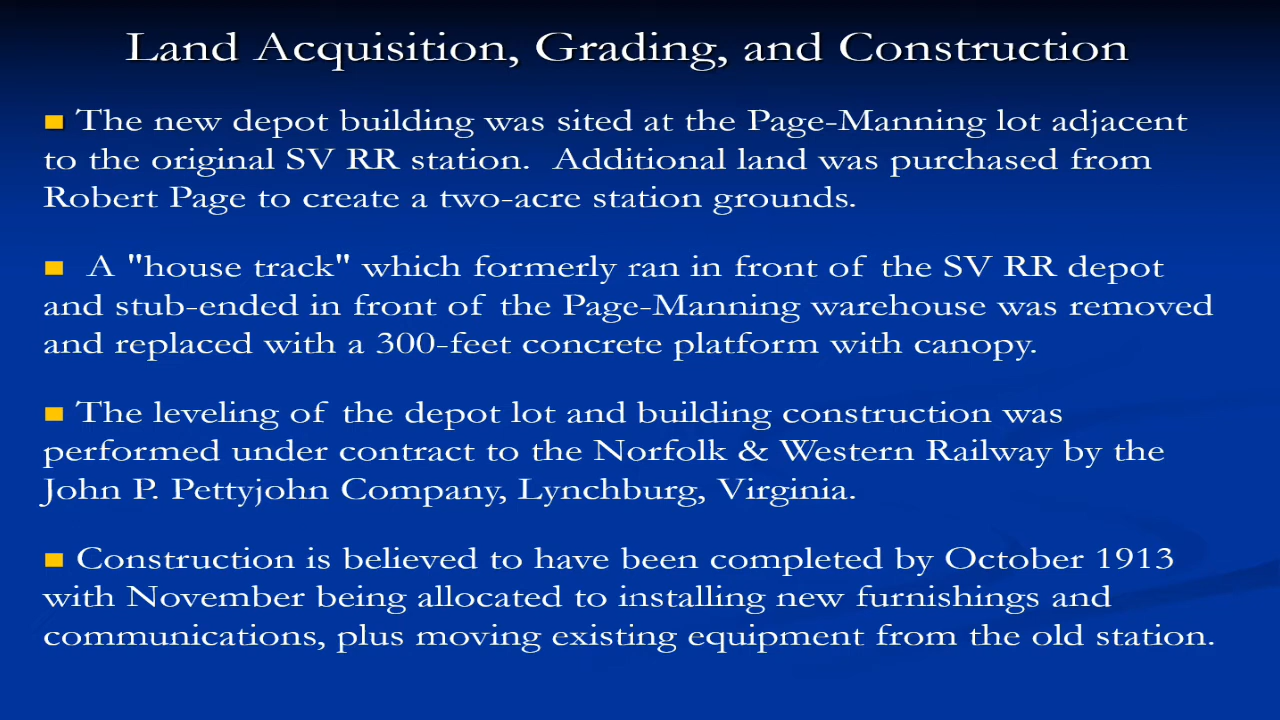 Land Acquisition, Grading, and Construction
The new depot building was sited at the Page-Manning lot adjacent
to the original SV RR station.  Additional land was purchased from
Robert Page to create a two-acre station grounds.
A "house track" which formerly ran in front of the SV RR depot
and stub-ended in front of the Page-Manning warehouse was removed
and replaced with a 300-feet concrete platform with canopy.
The leveling of the depot lot and building construction was
performed under contract to the Norfolk & Western Railway by the
John P. Pettyjohn Company, Lynchburg, Virginia.
Construction is believed to have been completed by October 1913
with November being allocated to installing new furnishings and
communications, plus moving existing equipment from the old station.